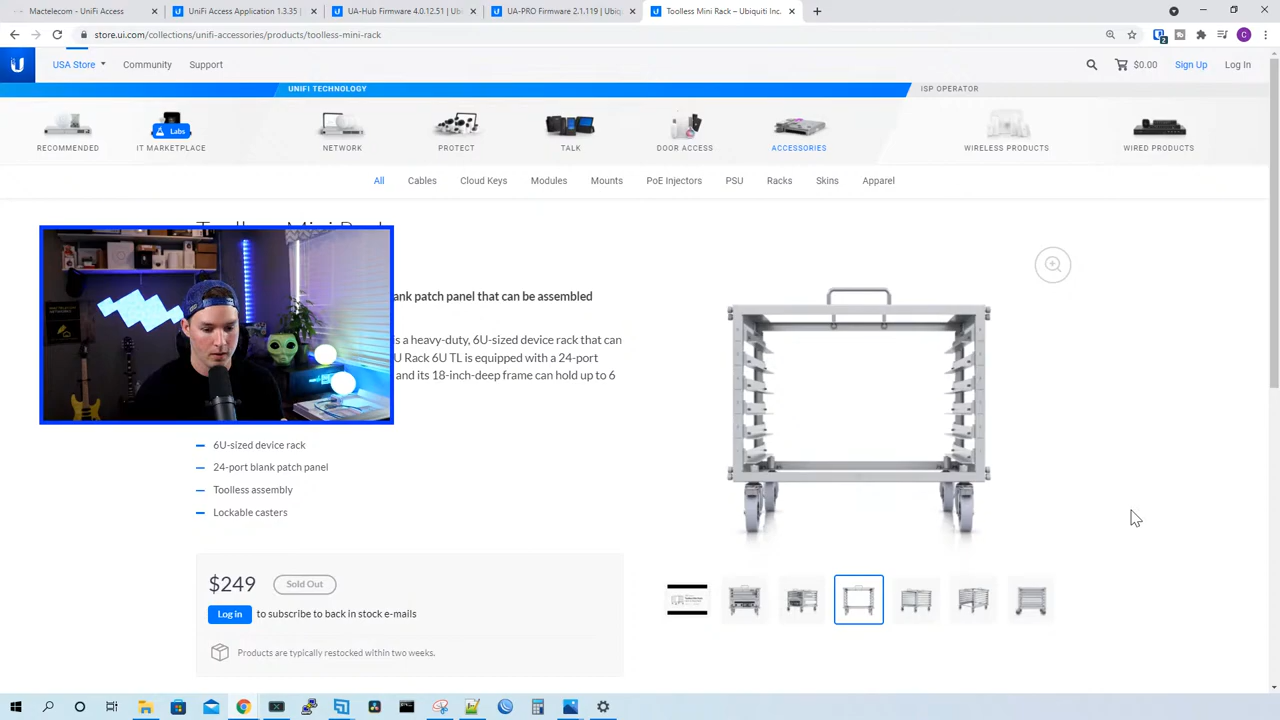 Mactelecom - UniFi Access
UniFi Access Application 1.3.35
UA-Hub Firmware 4.0.12.51 | Ubi
UA-PRO Firmware 2.1.119 | Ubiq
Toolless Mini Rack – Ubiquiti Inc.
store.ui.com/collections/unifi-accessories/products/toolless-mini-rack
2
C
USA Store
Community
Support
$0.00
Sign Up
Log In
UNIFI TECHNOLOGY
ISP OPERATOR
Labs
RECOMMENDED
IT MARKETPLACE
NETWORK
PROTECT
TALK
DOOR ACCESS
ACCESSORIES
WIRELESS PRODUCTS
WIRED PRODUCTS
All
Cables
Cloud Keys
Modules
Mounts
PoE Injectors
PSU
Racks
Skins
Apparel
Toolless Mini Rack
blank patch panel that can be assembled
is a heavy-duty, 6U-sized device rack that can
U Rack 6U TL is equipped with a 24-port
and its 18-inch-deep frame can hold up to 6
6U-sized device rack
24-port blank patch panel
Toolless assembly
Lockable casters
$249
Sold Out
Log in to subscribe to back in stock e-mails
Products are typically restocked within two weeks.